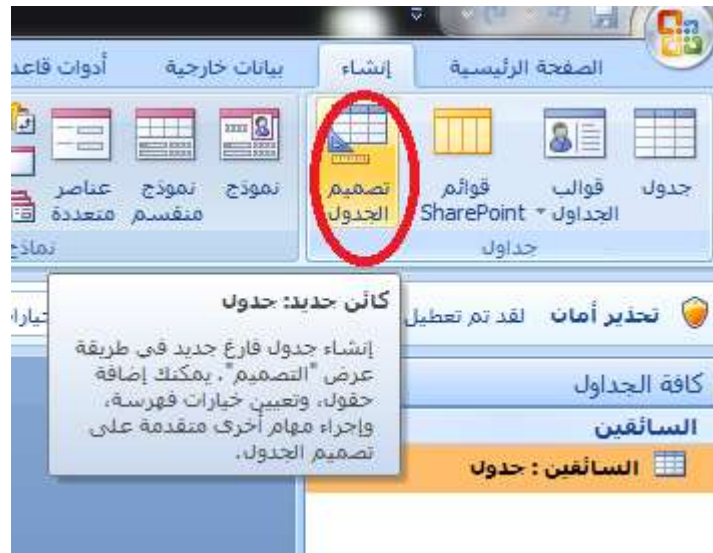 الصفحة الرئيسية
إنشاء
بيانات خارجية
أدوات قاعد
جدول
قوالب
الجداول
قوائم
SharePoint
تصميم
الجدول
نموذج
نموذج
منقسم
عناصر
متعددة
جداول
نماذج
تحذير أمان
لقد تم تعطيل
كافة الجداول
السائقين
السائقين : جدول
كائن جديد: جدول
إنشاء جدول فارغ جديد في طريقة
عرض "التصميم". يمكنك إضافة
حقول، وتعيين خيارات فهرسة،
وإجراء مهام أخرى متقدمة على
تصميم الجدول.